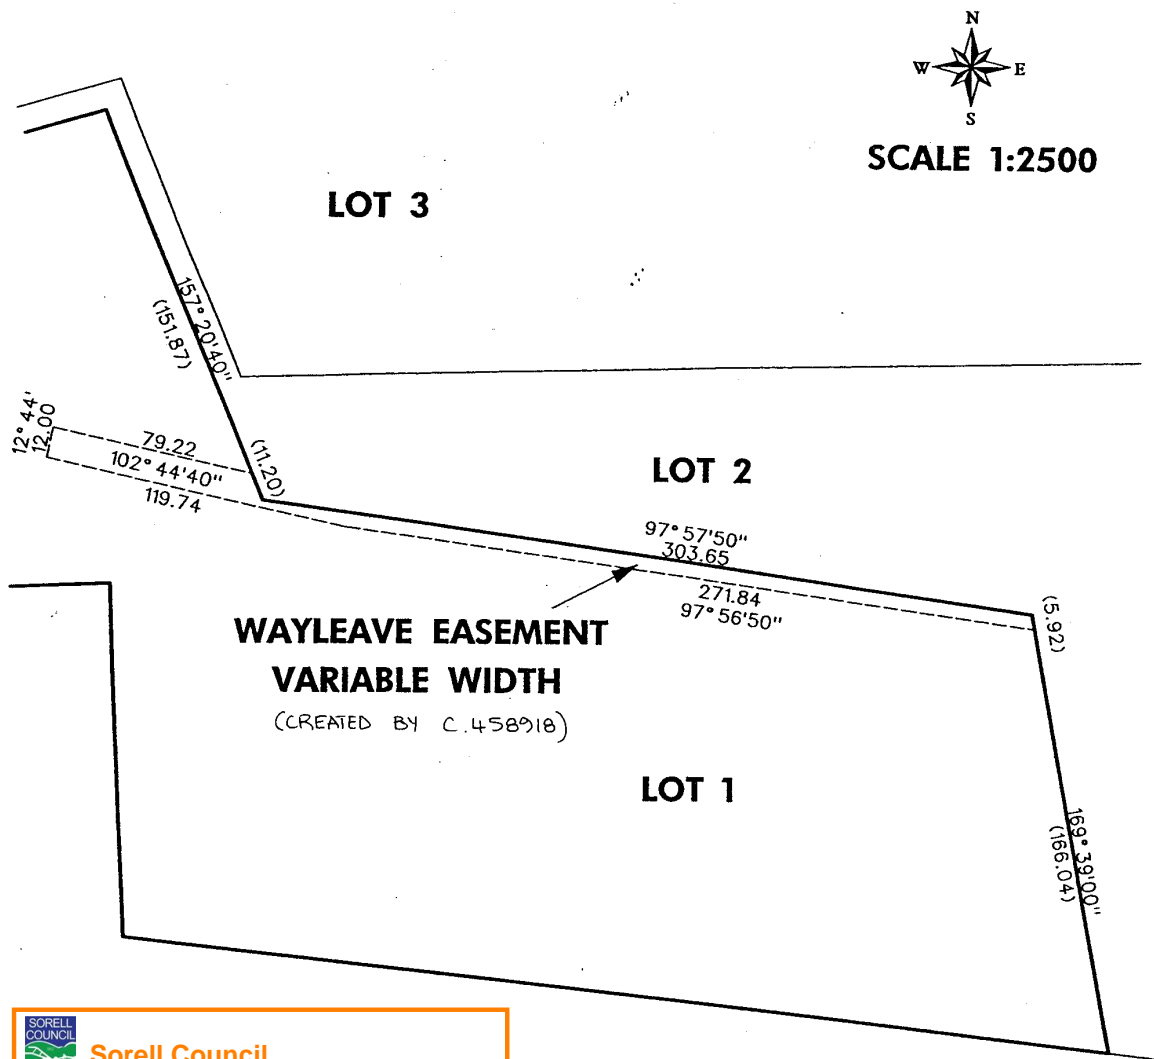 N
W E
S
SCALE 1:2500
LOT 3
157° 20'40"
(151.87)
12° 44'
12.00
79.22
102° 44'40"
119.74
(11.20)
LOT 2
97° 57'50"
303.65
271.84
97° 56'50"
(5.92)
WAYLEAVE EASEMENT
VARIABLE WIDTH
(CREATED BY C.458918)
LOT 1
169° 39'00"
(166.04)
SORELL
COUNCIL
Sorell Council